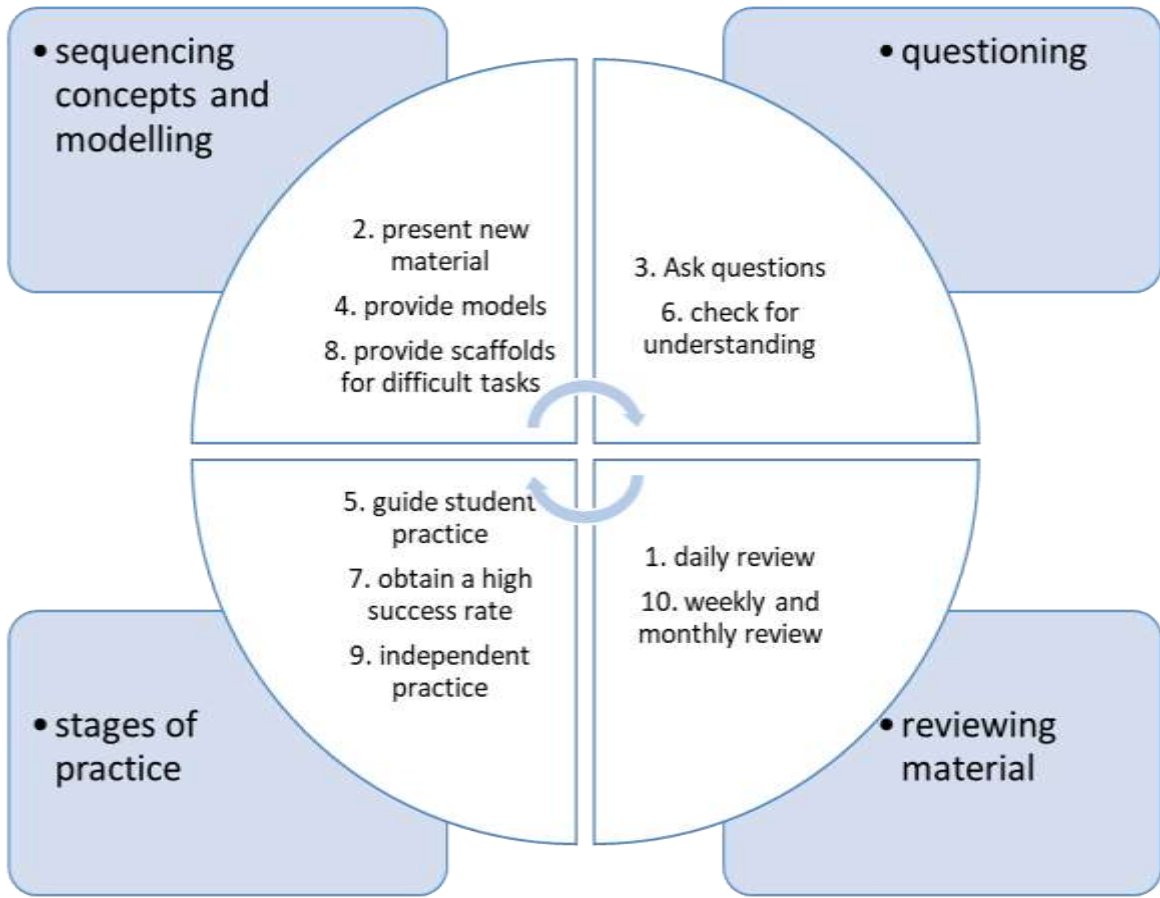 • sequencing
concepts and
modelling
2. present new
material
4. provide models
8. provide scaffolds
for difficult tasks
• questioning
3. Ask questions
6. check for
understanding
5. guide student
practice
7. obtain a high
success rate
9. independent
practice
• stages of
practice
1. daily review
10. weekly and
monthly review
• reviewing
material